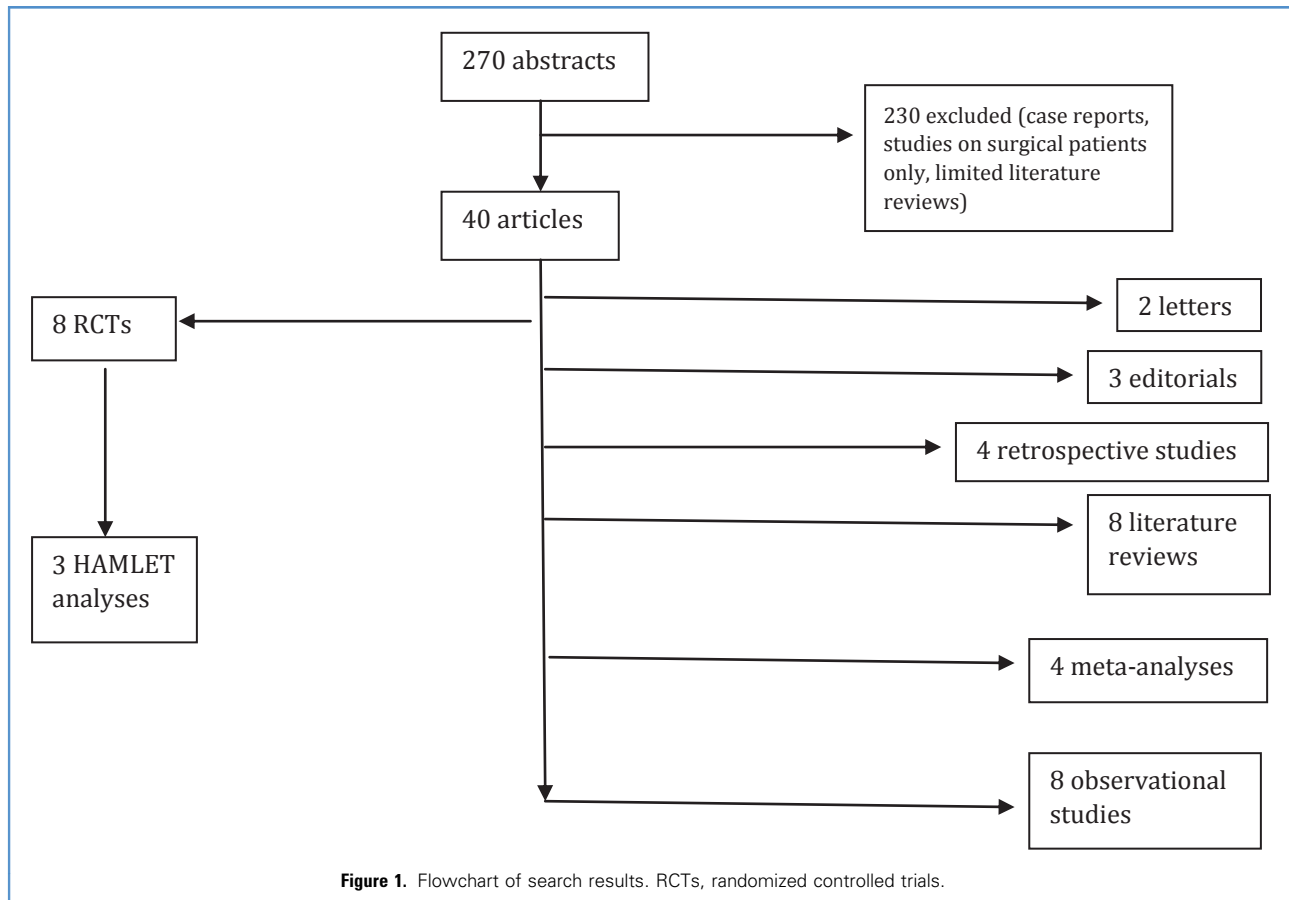 270 abstracts
230 excluded (case reports,
studies on surgical patients
only, limited literature
reviews)
40 articles
8 RCTs
2 letters
3 editorials
4 retrospective studies
8 literature
reviews
3 HAMLET
analyses
4 meta-analyses
8 observational
studies
Figure 1. Flowchart of search results. RCTs, randomized controlled trials.